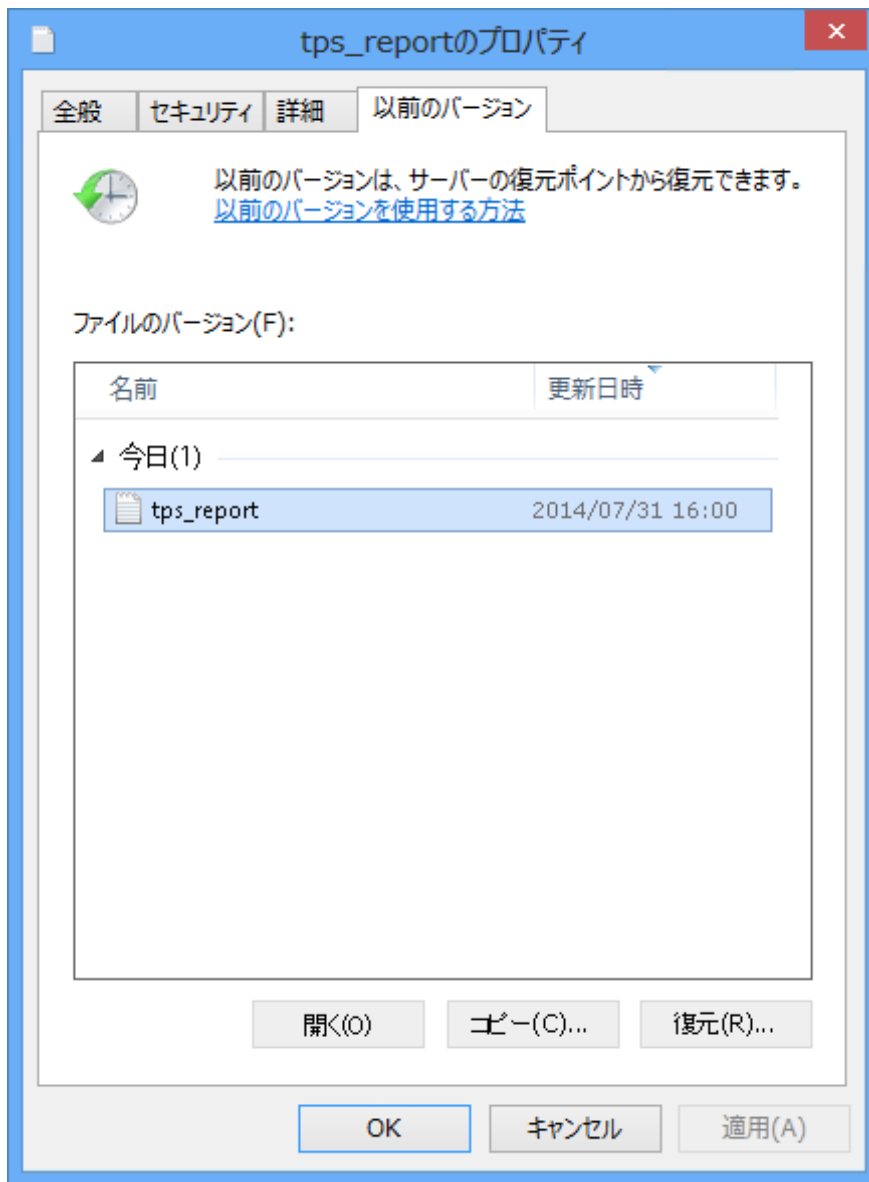 tps_reportのプロパティ
全般 セキュリティ 詳細 以前のバージョン
以前のバージョンは、サーバーの復元ポイントから復元できます。
以前のバージョンを使用する方法
ファイルのバージョン(F):
名前 更新日時
今日(1)
tps_report 2014/07/31 16:00
開く(O) コピー(C)... 復元(R)...
OK キャンセル 適用(A)